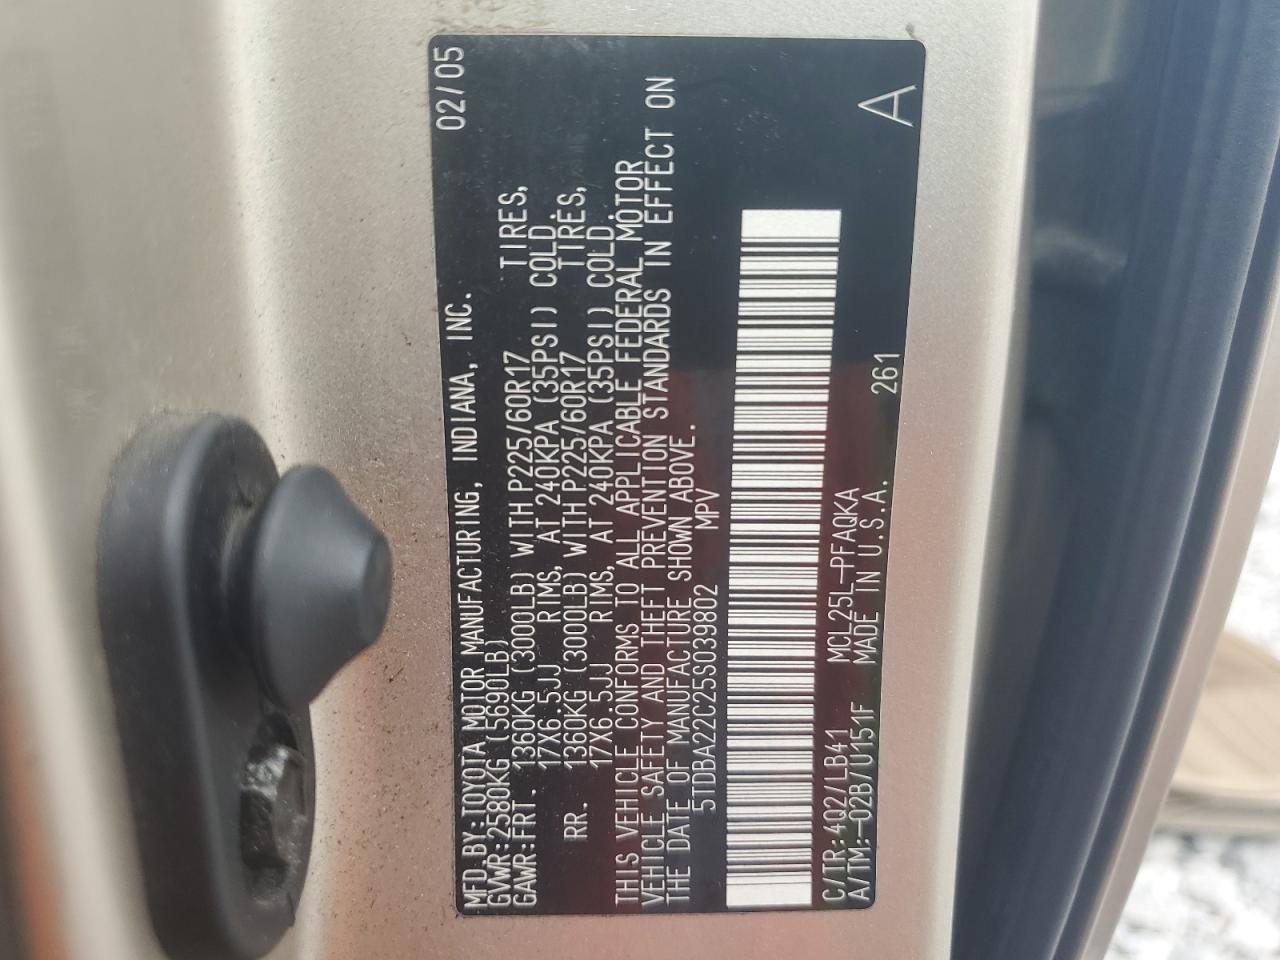 MFD.BY:TOYOTA MOTOR MANUFACTURING, INDIANA, INC. 02/05
GVWR:2580KG (5690LB)
GAWR:FRT. 1360KG (3000LB) WITH P225/60R17 TIRES,
17X6.5JJ RIMS, AT 240KPA (35PSI) COLD.
RR. 1360KG (3000LB) WITH P225/60R17 TIRES,
17X6.5JJ RIMS, AT 240KPA (35PSI) COLD.
THIS VEHICLE CONFORMS TO ALL APPLICABLE FEDERAL MOTOR
VEHICLE SAFETY AND THEFT PREVENTION STANDARDS IN EFFECT ON
THE DATE OF MANUFACTURE SHOWN ABOVE.
5TDBA22C25S039802 MPV
C/TR:4Q2/LB41 MCL25L-PFAQKA 261 A
A/TM:-02B/U151F MADE IN U.S.A.